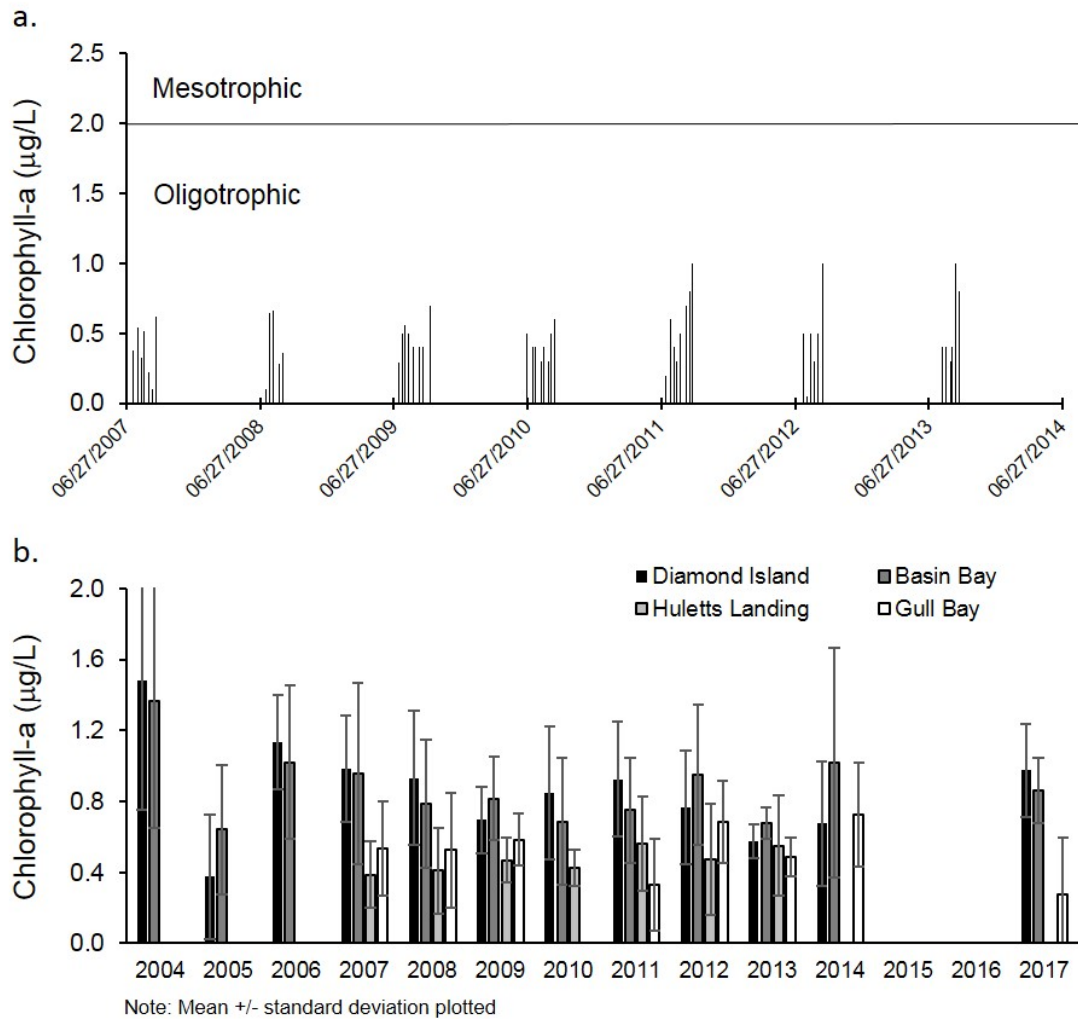 a.
Chlorophyll-a (µg/L)
2.5
2.0
1.5
1.0
0.5
0.0
Mesotrophic
Oligotrophic
06/27/2007
06/27/2008
06/27/2009
06/27/2010
06/27/2011
06/27/2012
06/27/2013
06/27/2014
b.
Chlorophyll-a (µg/L)
2.0
1.6
1.2
0.8
0.4
0.0
Diamond Island Basin Bay
Huletts Landing Gull Bay
2004 2005 2006 2007 2008 2009 2010 2011 2012 2013 2014 2015 2016 2017
Note: Mean +/- standard deviation plotted